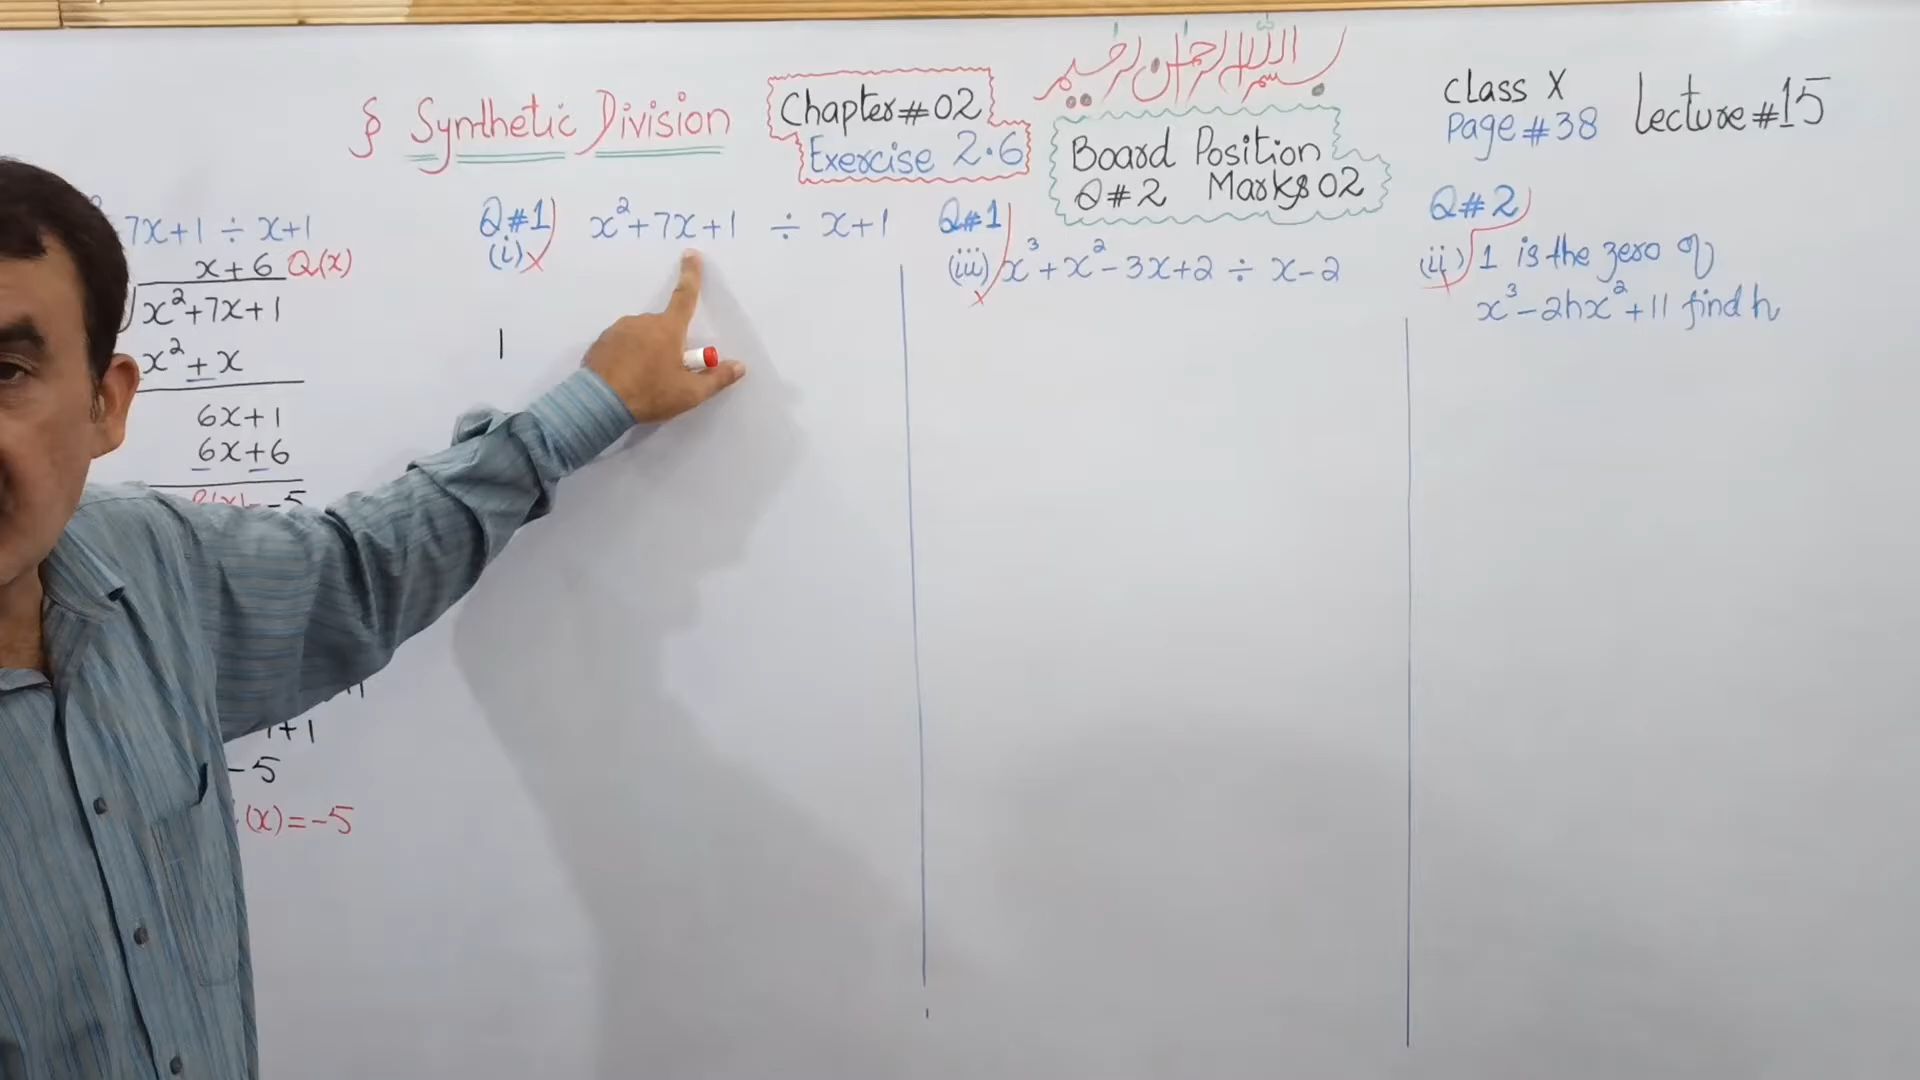 بسم الله الرحمن الرحيم
§ Synthetic Division
Chapter # 02
Exercise 2.6
Board Position
Q # 2 Marks 02
Class X
Page # 38
Lecture # 15
7x+1 ÷ x+1
x+6 Q(x)
x²+7x+1
x²+x
6x+1
6x+6
-5
+1
-5
(x)=-5
Q#1)
(i) x²+7x+1 ÷ x+1
1
Q#1)
(iii) x³+x²-3x+2 ÷ x-2
Q#2)
(ii) 1 is the zero of
x³-2hx²+11 find h